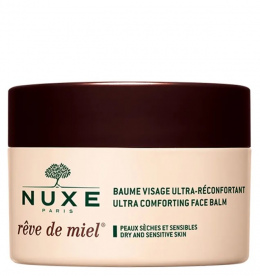 NUXE
PARIS
rêve de miel®
BAUME VISAGE ULTRA-RÉCONFORTANT
ULTRA COMFORTING FACE BALM
PEAUX SÈCHES ET SENSIBLES
DRY AND SENSITIVE SKIN